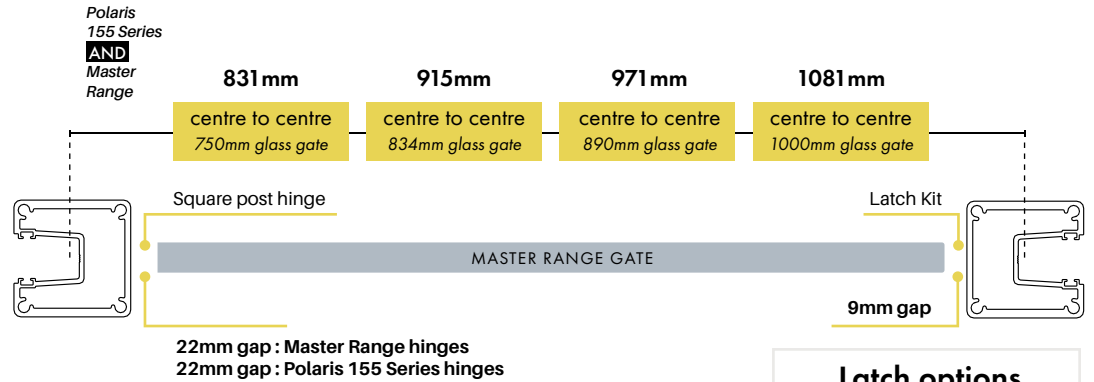 Polaris
155 Series
AND
Master
Range
831mm
915mm
971mm
1081mm
centre to centre
750mm glass gate
centre to centre
834mm glass gate
centre to centre
890mm glass gate
centre to centre
1000mm glass gate
Square post hinge
Latch Kit
MASTER RANGE GATE
9mm gap
22mm gap : Master Range hinges
22mm gap : Polaris 155 Series hinges
Latch options